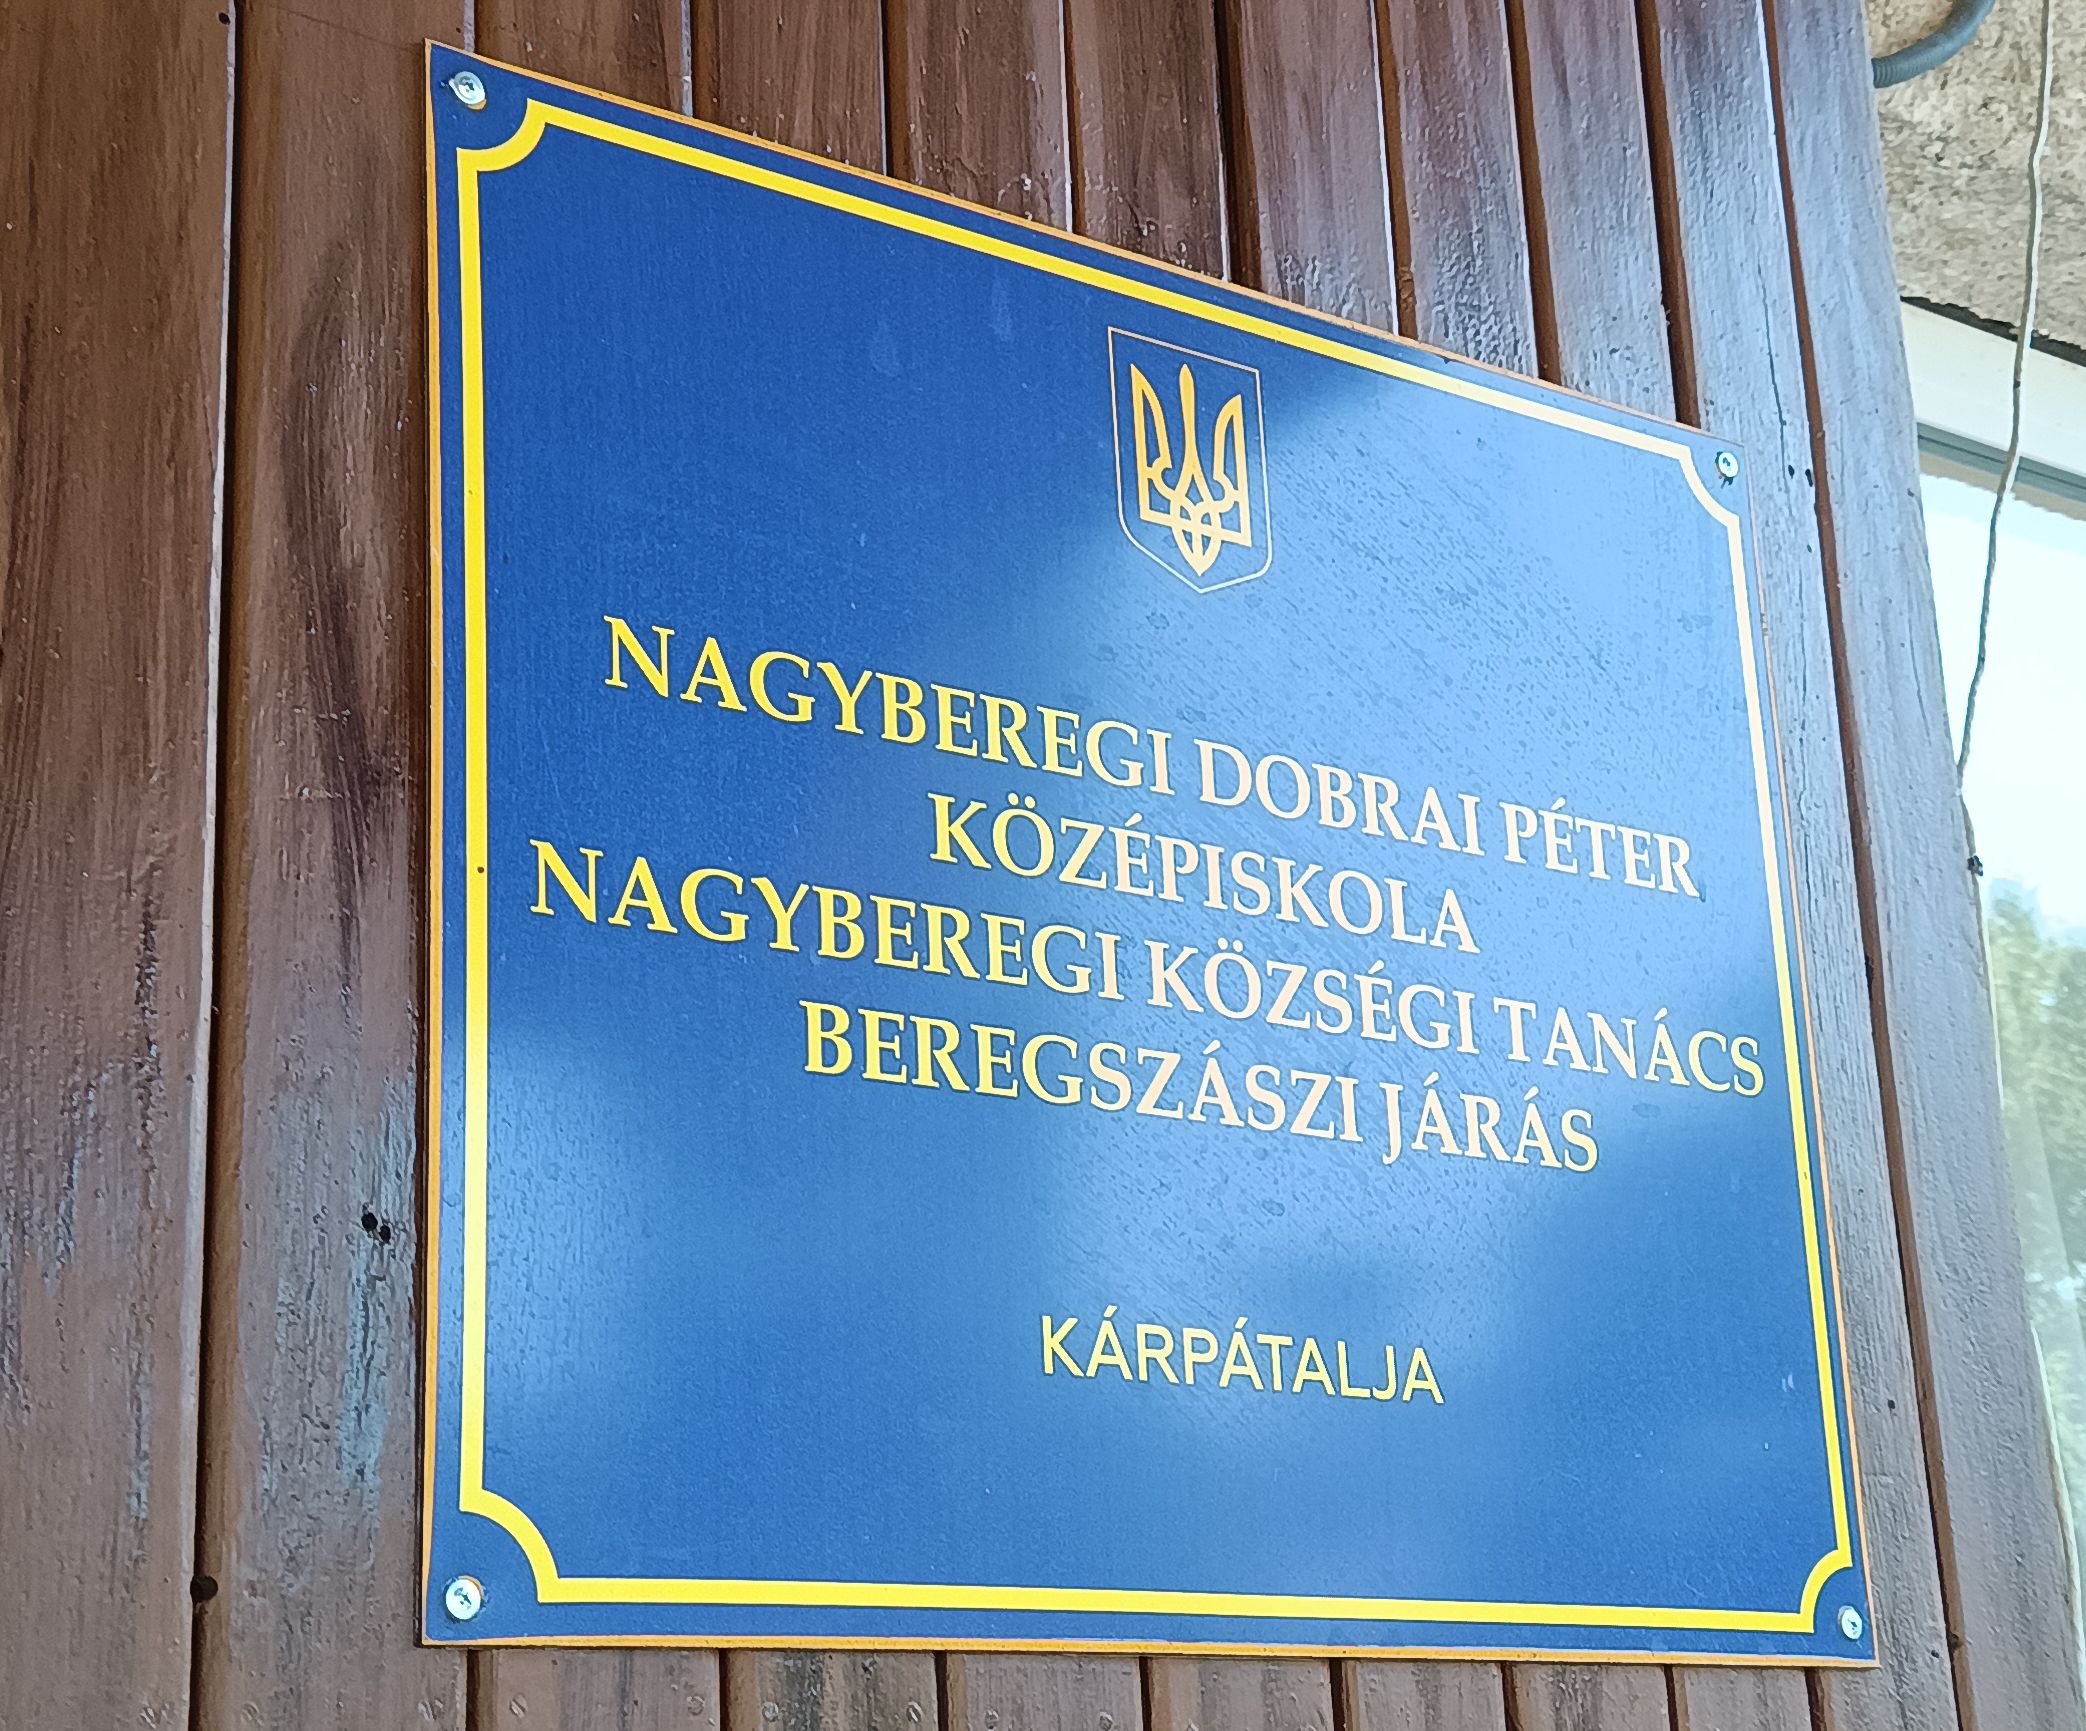 NAGYBEREGI DOBRAI PÉTER
KÖZÉPISKOLA
NAGYBEREGI KÖZSÉGI TANÁCS
BEREGSZÁSZI JÁRÁS
KÁRPÁTALJA